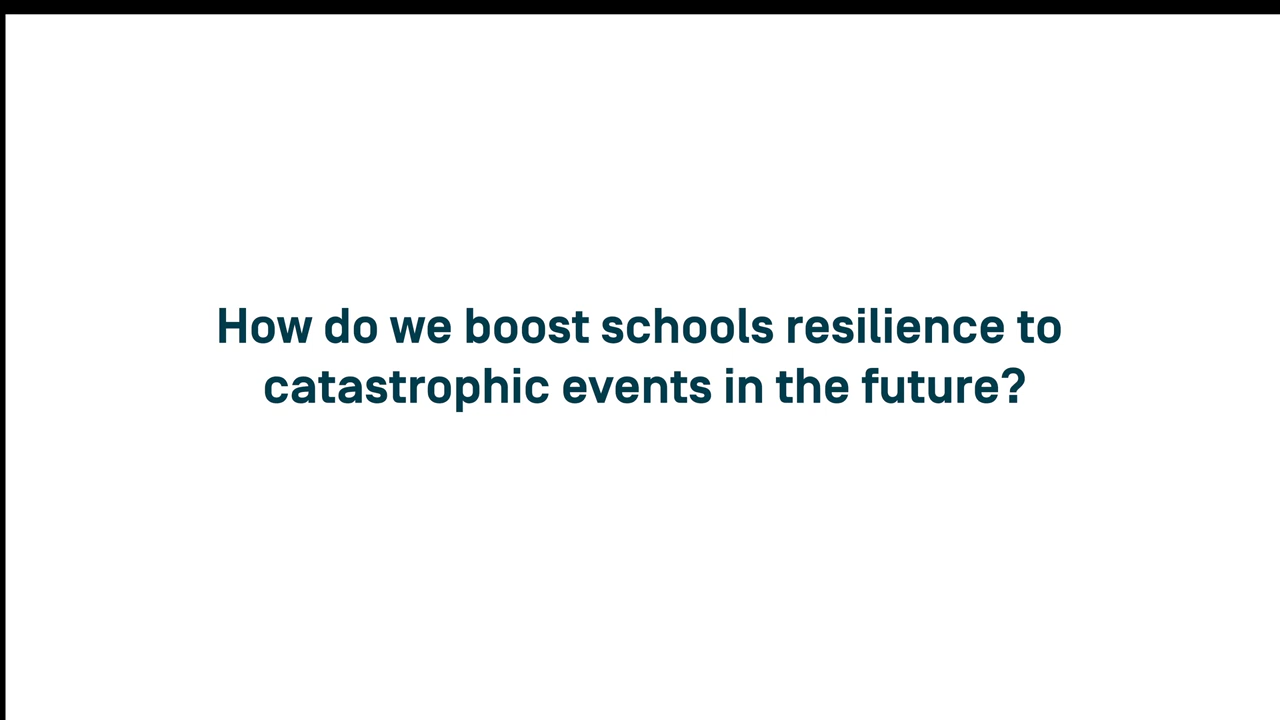 How do we boost schools resilience to
catastrophic events in the future?